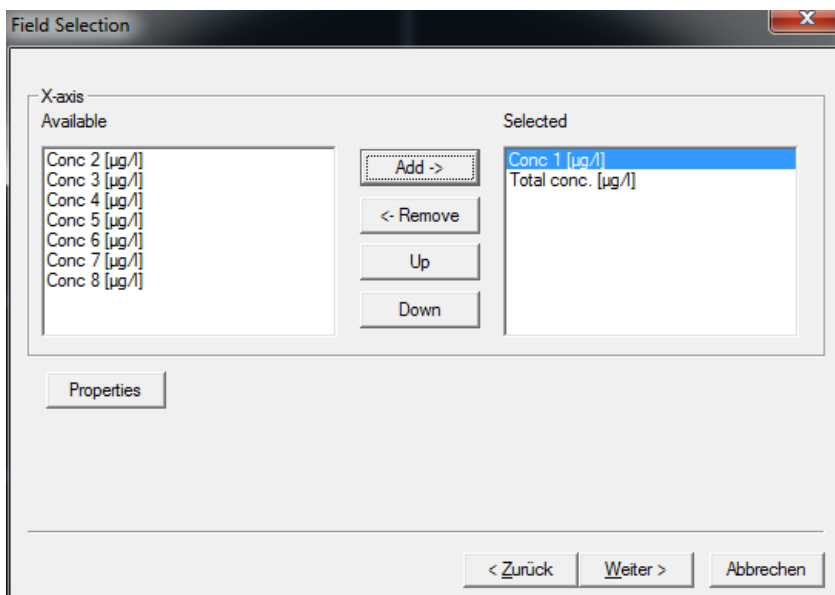 Field Selection
X-axis
Available
Selected
Conc 2 [µg/l]
Conc 3 [µg/l]
Conc 4 [µg/l]
Conc 5 [µg/l]
Conc 6 [µg/l]
Conc 7 [µg/l]
Conc 8 [µg/l]
Add ->
<- Remove
Up
Down
Conc 1 [µg/l]
Total conc. [µg/l]
Properties
< Zurück
Weiter >
Abbrechen